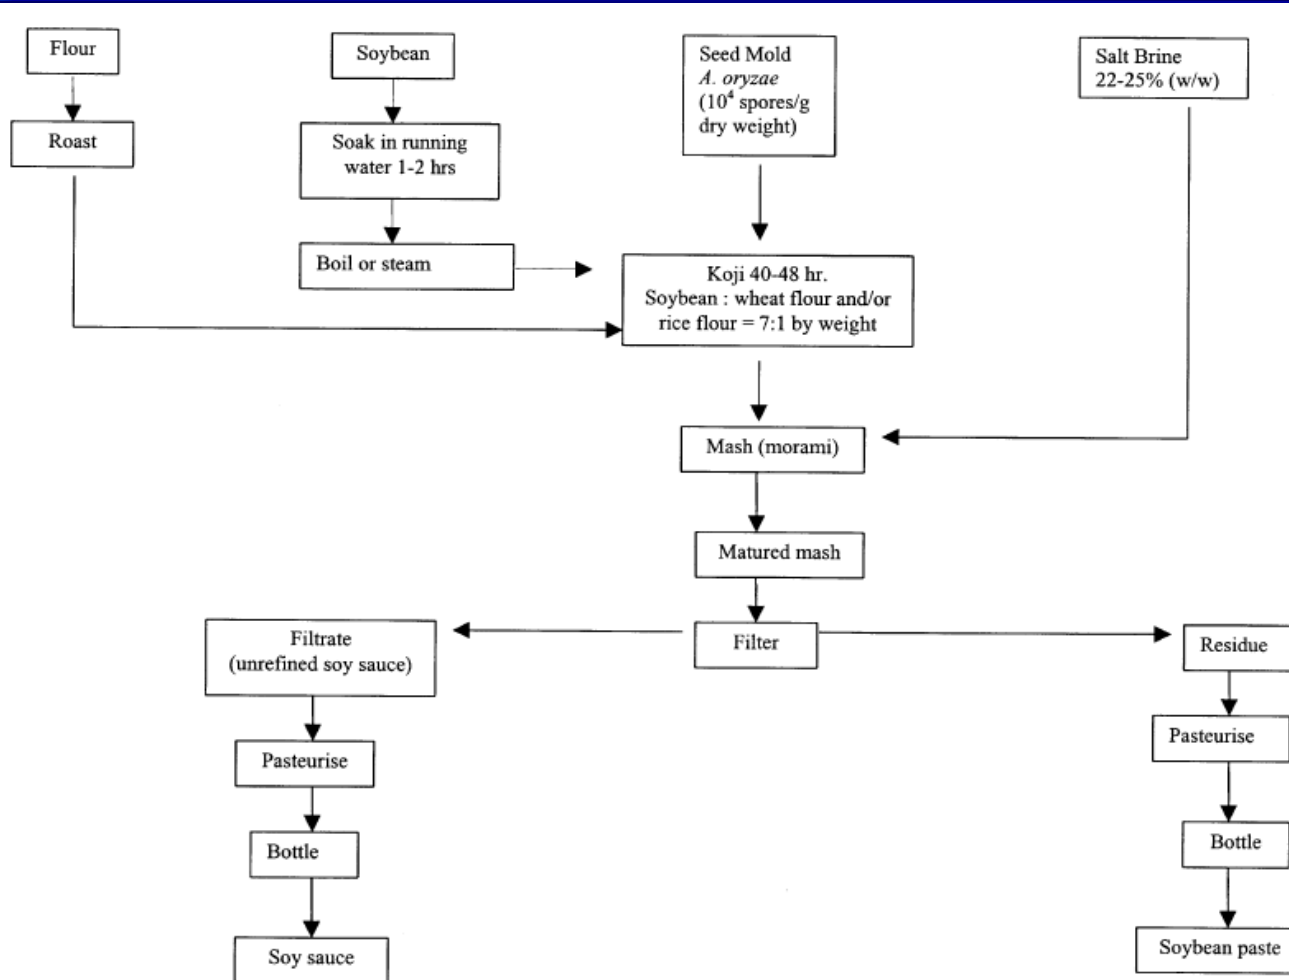 Flour
Soybean
Seed Mold
A. oryzae
(10⁴ spores/g
dry weight)
Salt Brine
22-25% (w/w)
Roast
Soak in running
water 1-2 hrs
Boil or steam
Koji 40-48 hr.
Soybean : wheat flour and/or
rice flour = 7:1 by weight
Mash (morami)
Matured mash
Filter
Filtrate
(unrefined soy sauce)
Residue
Pasteurise
Pasteurise
Bottle
Bottle
Soy sauce
Soybean paste